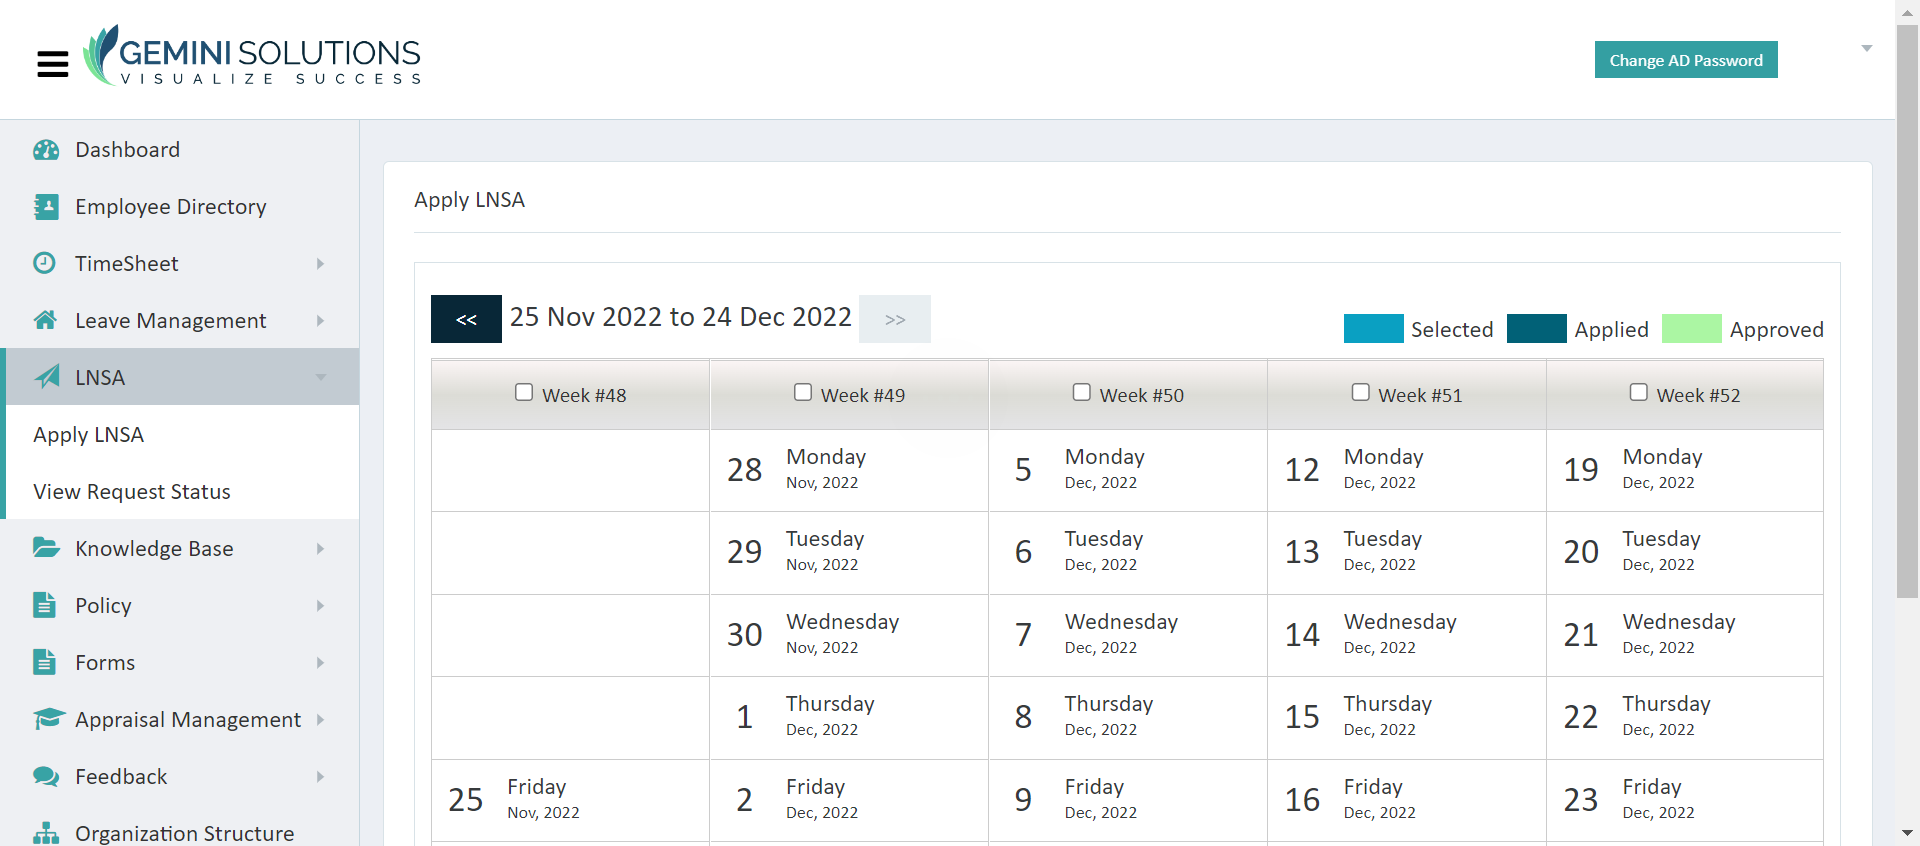 GEMINI SOLUTIONS
VISUALIZE SUCCESS
Change AD Password
Dashboard
Employee Directory
TimeSheet
Leave Management
LNSA
Apply LNSA
View Request Status
Knowledge Base
Policy
Forms
Appraisal Management
Feedback
Organization Structure
Apply LNSA
<< 25 Nov 2022 to 24 Dec 2022 >>
Selected Applied Approved
Week #48 Week #49 Week #50 Week #51 Week #52
28 Monday Nov, 2022
5 Monday Dec, 2022
12 Monday Dec, 2022
19 Monday Dec, 2022
29 Tuesday Nov, 2022
6 Tuesday Dec, 2022
13 Tuesday Dec, 2022
20 Tuesday Dec, 2022
30 Wednesday Nov, 2022
7 Wednesday Dec, 2022
14 Wednesday Dec, 2022
21 Wednesday Dec, 2022
1 Thursday Dec, 2022
8 Thursday Dec, 2022
15 Thursday Dec, 2022
22 Thursday Dec, 2022
25 Friday Nov, 2022
2 Friday Dec, 2022
9 Friday Dec, 2022
16 Friday Dec, 2022
23 Friday Dec, 2022